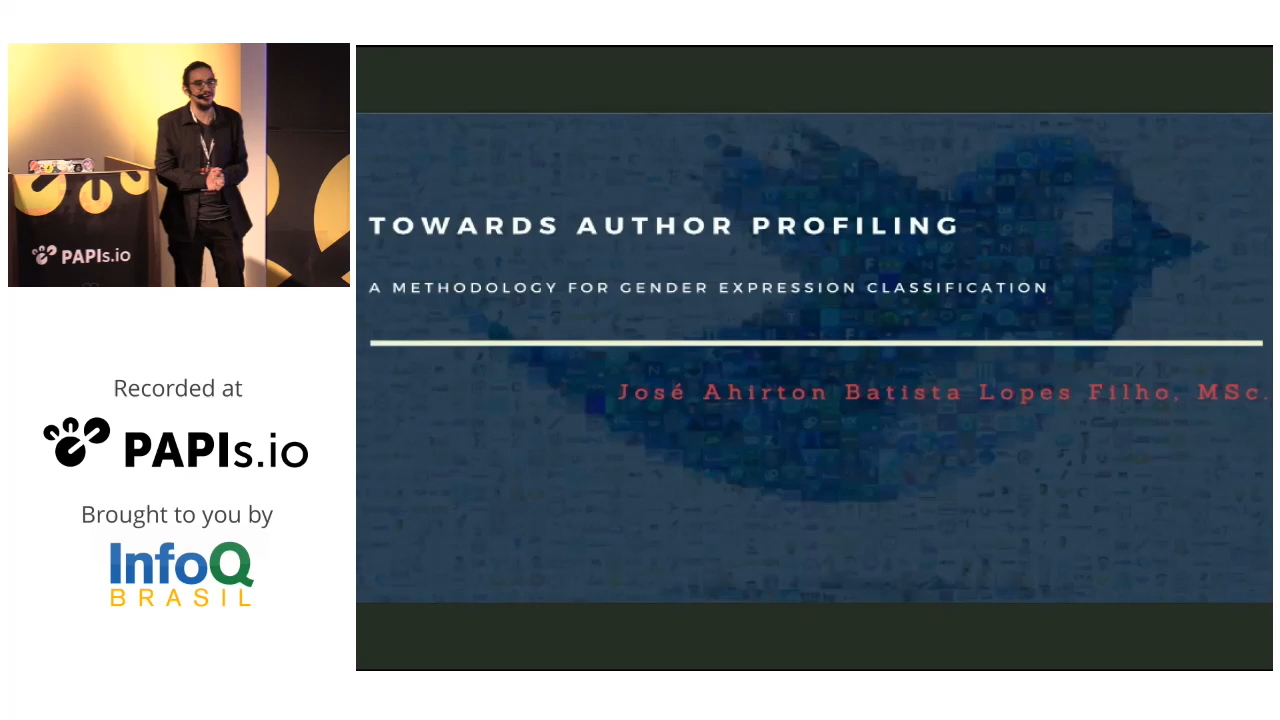 PAPIs.io
Recorded at
PAPIs.io
Brought to you by
InfoQ
BRASIL
TOWARDS AUTHOR PROFILING
A METHODOLOGY FOR GENDER EXPRESSION CLASSIFICATION
José Ahirton Batista Lopes Filho, MSc.